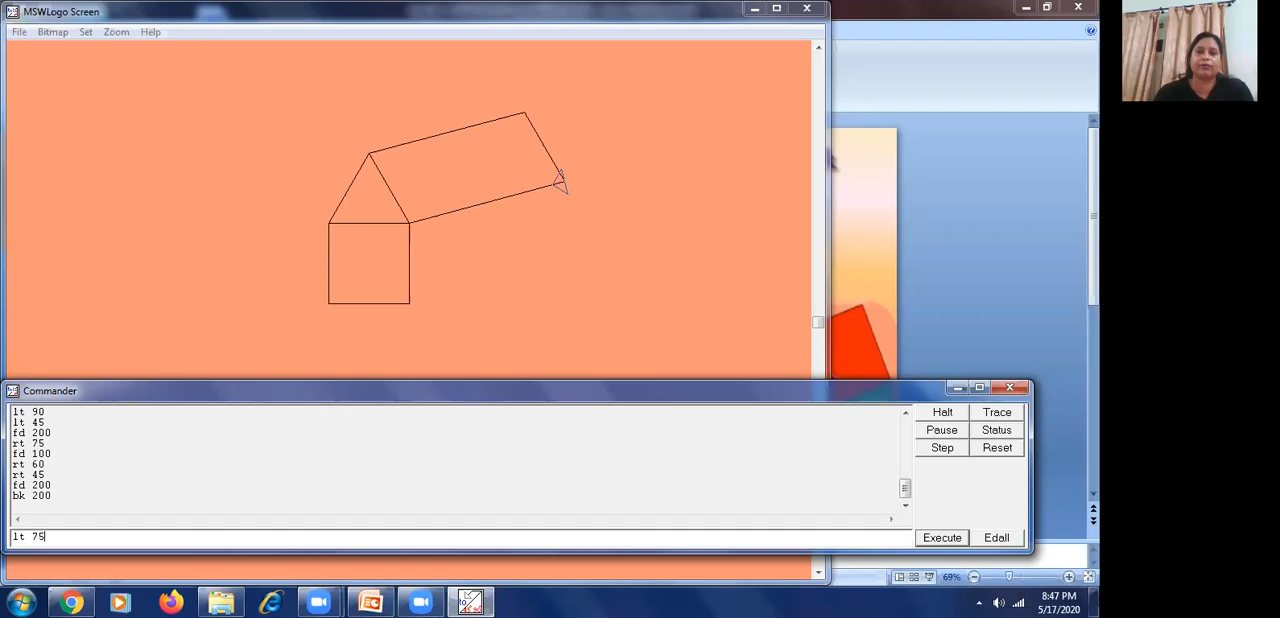 MSWLogo Screen
File Bitmap Set Zoom Help
Commander
lt 90
lt 45
fd 200
rt 75
fd 100
rt 60
rt 45
fd 200
bk 200
lt 75
Halt Trace
Pause Status
Step Reset
Execute Edall
69%
8:47 PM
5/17/2020